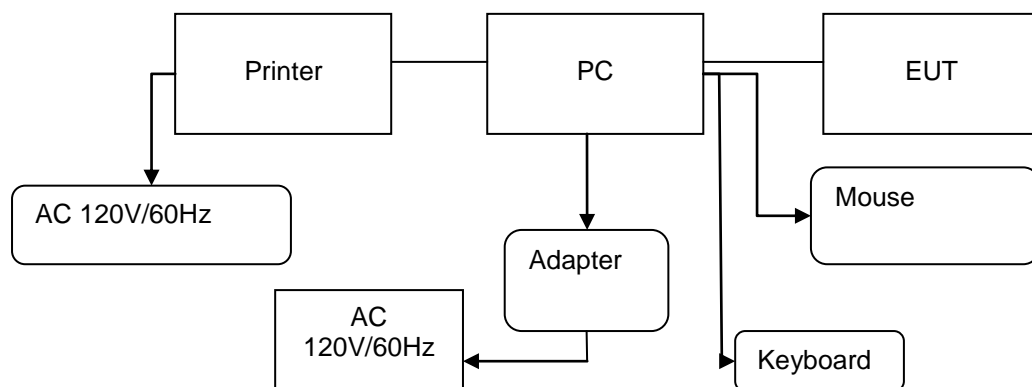 Printer
PC
EUT
AC 120V/60Hz
Mouse
Adapter
AC
120V/60Hz
Keyboard